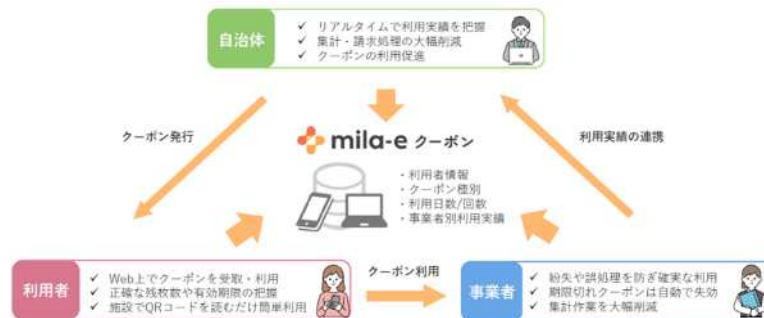 自治体
✓ リアルタイムで利用実績を把握
✓ 集計・請求処理の大幅削減
✓ クーポンの利用促進
クーポン発行
利用実績の連携
mila-e クーポン
・利用者情報
・クーポン種別
・利用日数/回数
・事業者別利用実績
利用者
✓ Web上でクーポンを受取・利用
✓ 正確な残枚数や有効期限の把握
✓ 施設でQRコードを読むだけ簡単利用
クーポン利用
事業者
✓ 紛失や誤処理を防ぎ確実な利用
✓ 期限切れクーポンは自動で失効
✓ 集計作業を大幅削減